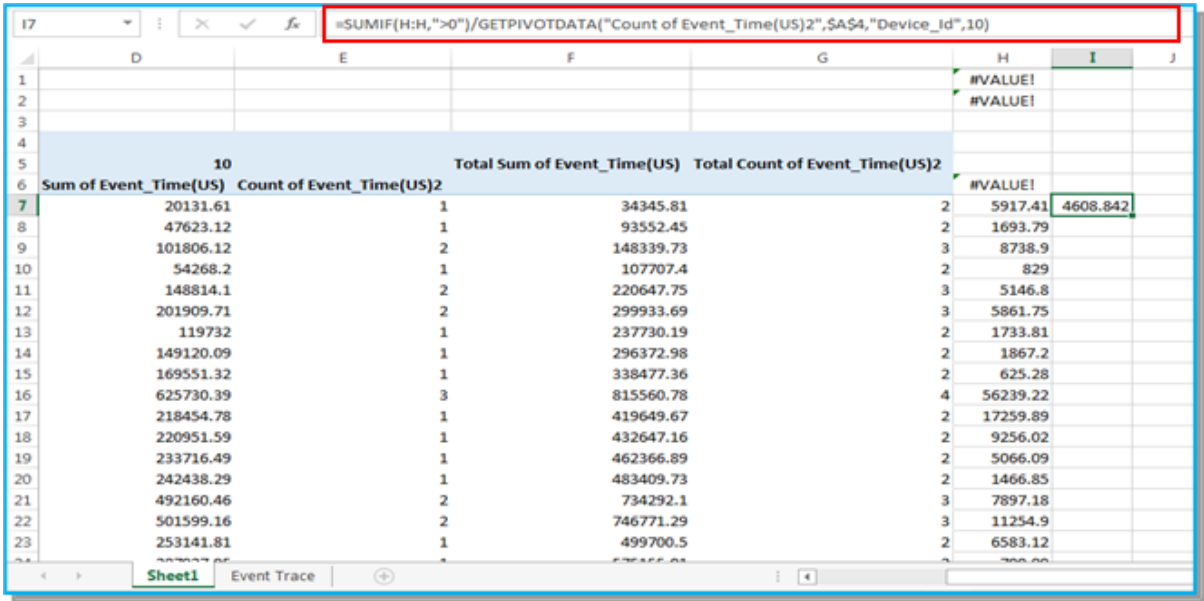 I7 fx =SUMIF(H:H,">0")/GETPIVOTDATA("Count of Event_Time(US)2",$A$4,"Device_Id",10)
D E F G H I J
1 #VALUE!
2 #VALUE!
3
4
5 10 Total Sum of Event_Time(US) Total Count of Event_Time(US)2
6 Sum of Event_Time(US) Count of Event_Time(US)2 #VALUE!
7 20131.61 1 34345.81 2 5917.41 4608.842
8 47623.12 1 93552.45 2 1693.79
9 101806.12 2 148339.73 3 8738.9
10 54268.2 1 107707.4 2 829
11 148814.1 2 220647.75 3 5146.8
12 201909.71 2 299933.69 3 5861.75
13 119732 1 237730.19 2 1733.81
14 149120.09 1 296372.98 2 1867.2
15 169551.32 1 338477.36 2 625.28
16 625730.39 3 815560.78 4 56239.22
17 218454.78 1 419649.67 2 17259.89
18 220951.59 1 432647.16 2 9256.02
19 233716.49 1 462366.89 2 5066.09
20 242438.29 1 483409.73 2 1466.85
21 492160.46 2 734292.1 3 7897.18
22 501599.16 2 746771.29 3 11254.9
23 253141.81 1 499700.5 2 6583.12
Sheet1 Event Trace